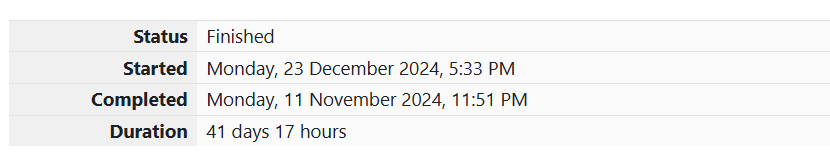 Status Finished
Started Monday, 23 December 2024, 5:33 PM
Completed Monday, 11 November 2024, 11:51 PM
Duration 41 days 17 hours